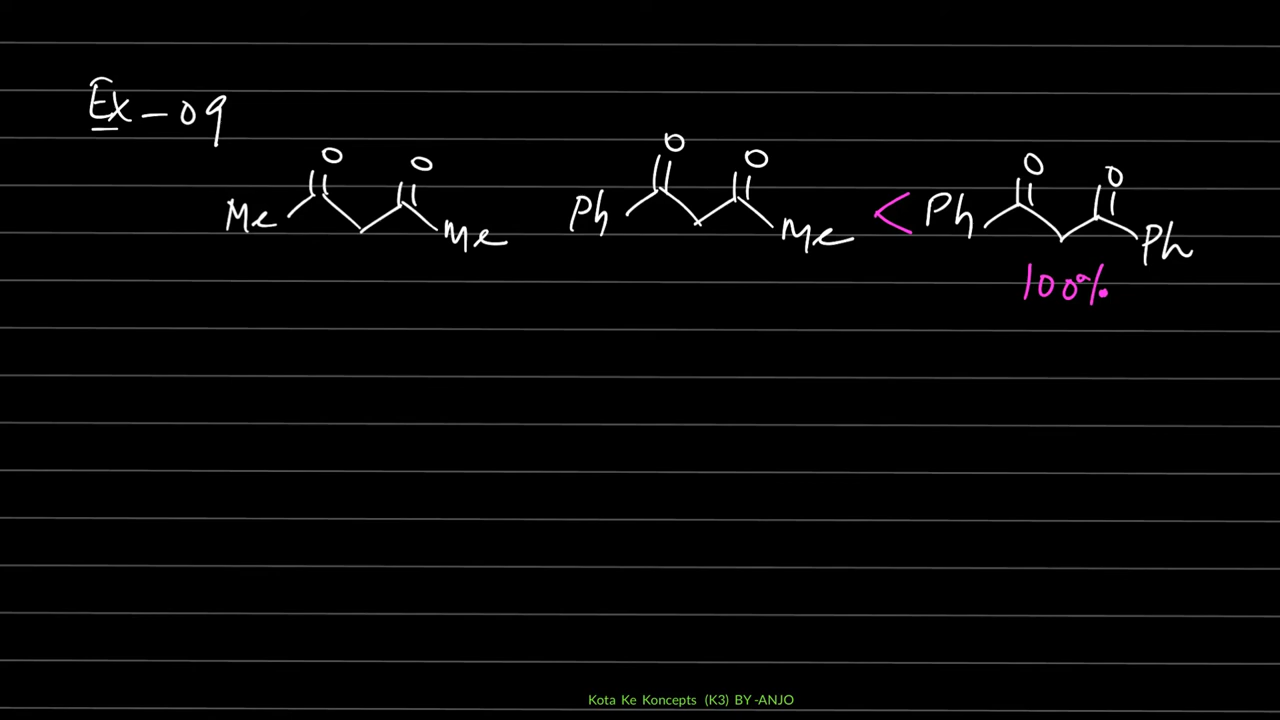 Ex - 09
O O O O O O
Me Me Ph Me < Ph Ph
100%
Kota Ke Koncepts (K3) BY -ANJO